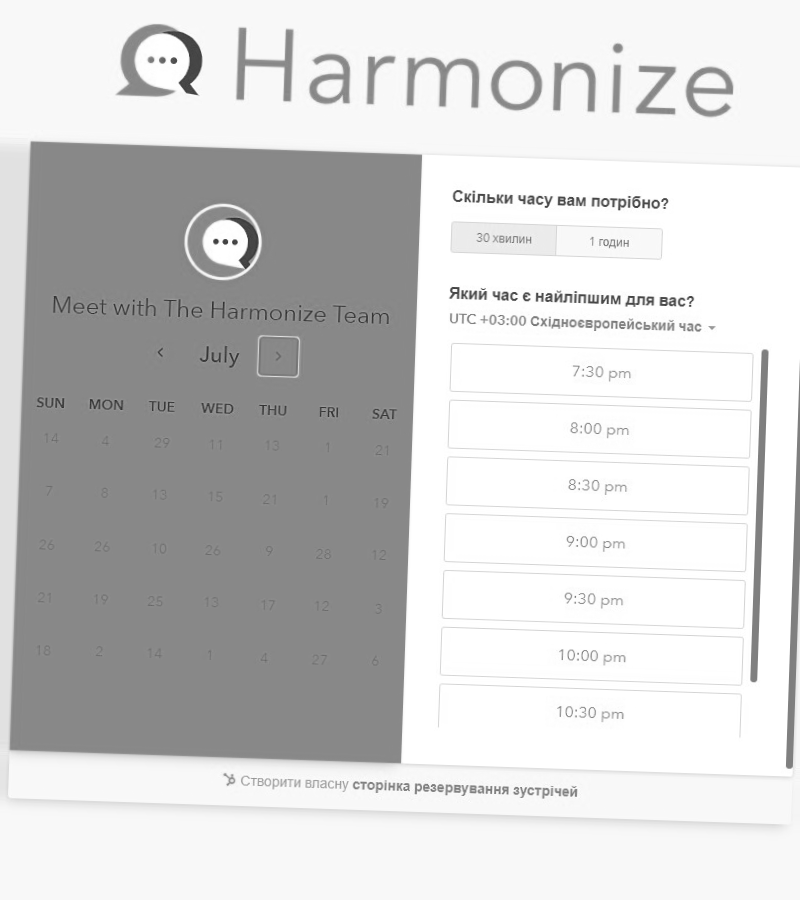 Harmonize
Meet with The Harmonize Team
July
SUN MON TUE WED THU FRI SAT
14 4 29 11 13 1 21
7 8 13 15 21 1 19
26 26 10 26 9 28 12
21 19 25 13 17 12 3
18 2 14 1 4 27 6
Скільки часу вам потрібно?
30 хвилин 1 годин
Який час є найліпшим для вас?
UTC +03:00 Східноєвропейський час
7:30 pm
8:00 pm
8:30 pm
9:00 pm
9:30 pm
10:00 pm
10:30 pm
Створити власну сторінка резервування зустрічей